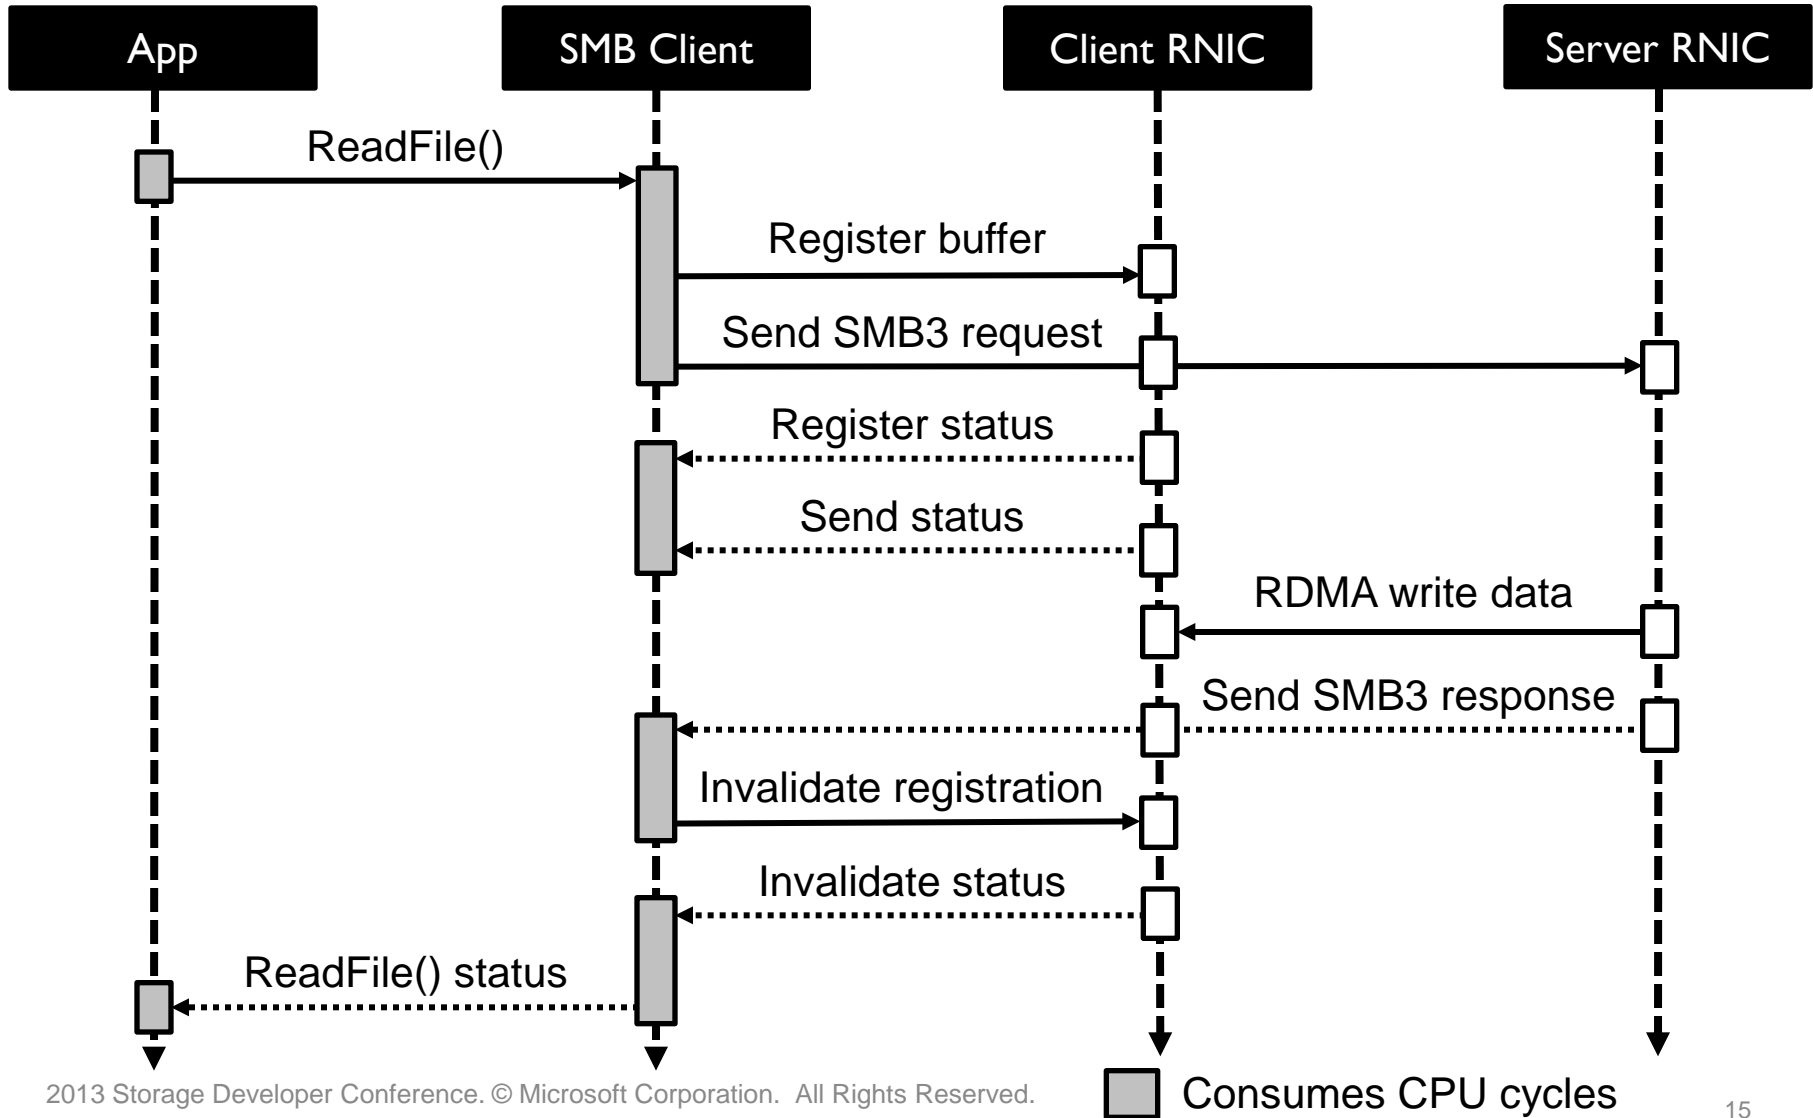 App
SMB Client
Client RNIC
Server RNIC
ReadFile()
Register buffer
Send SMB3 request
Register status
Send status
RDMA write data
Send SMB3 response
Invalidate registration
Invalidate status
ReadFile() status
2013 Storage Developer Conference. © Microsoft Corporation. All Rights Reserved.
Consumes CPU cycles
15